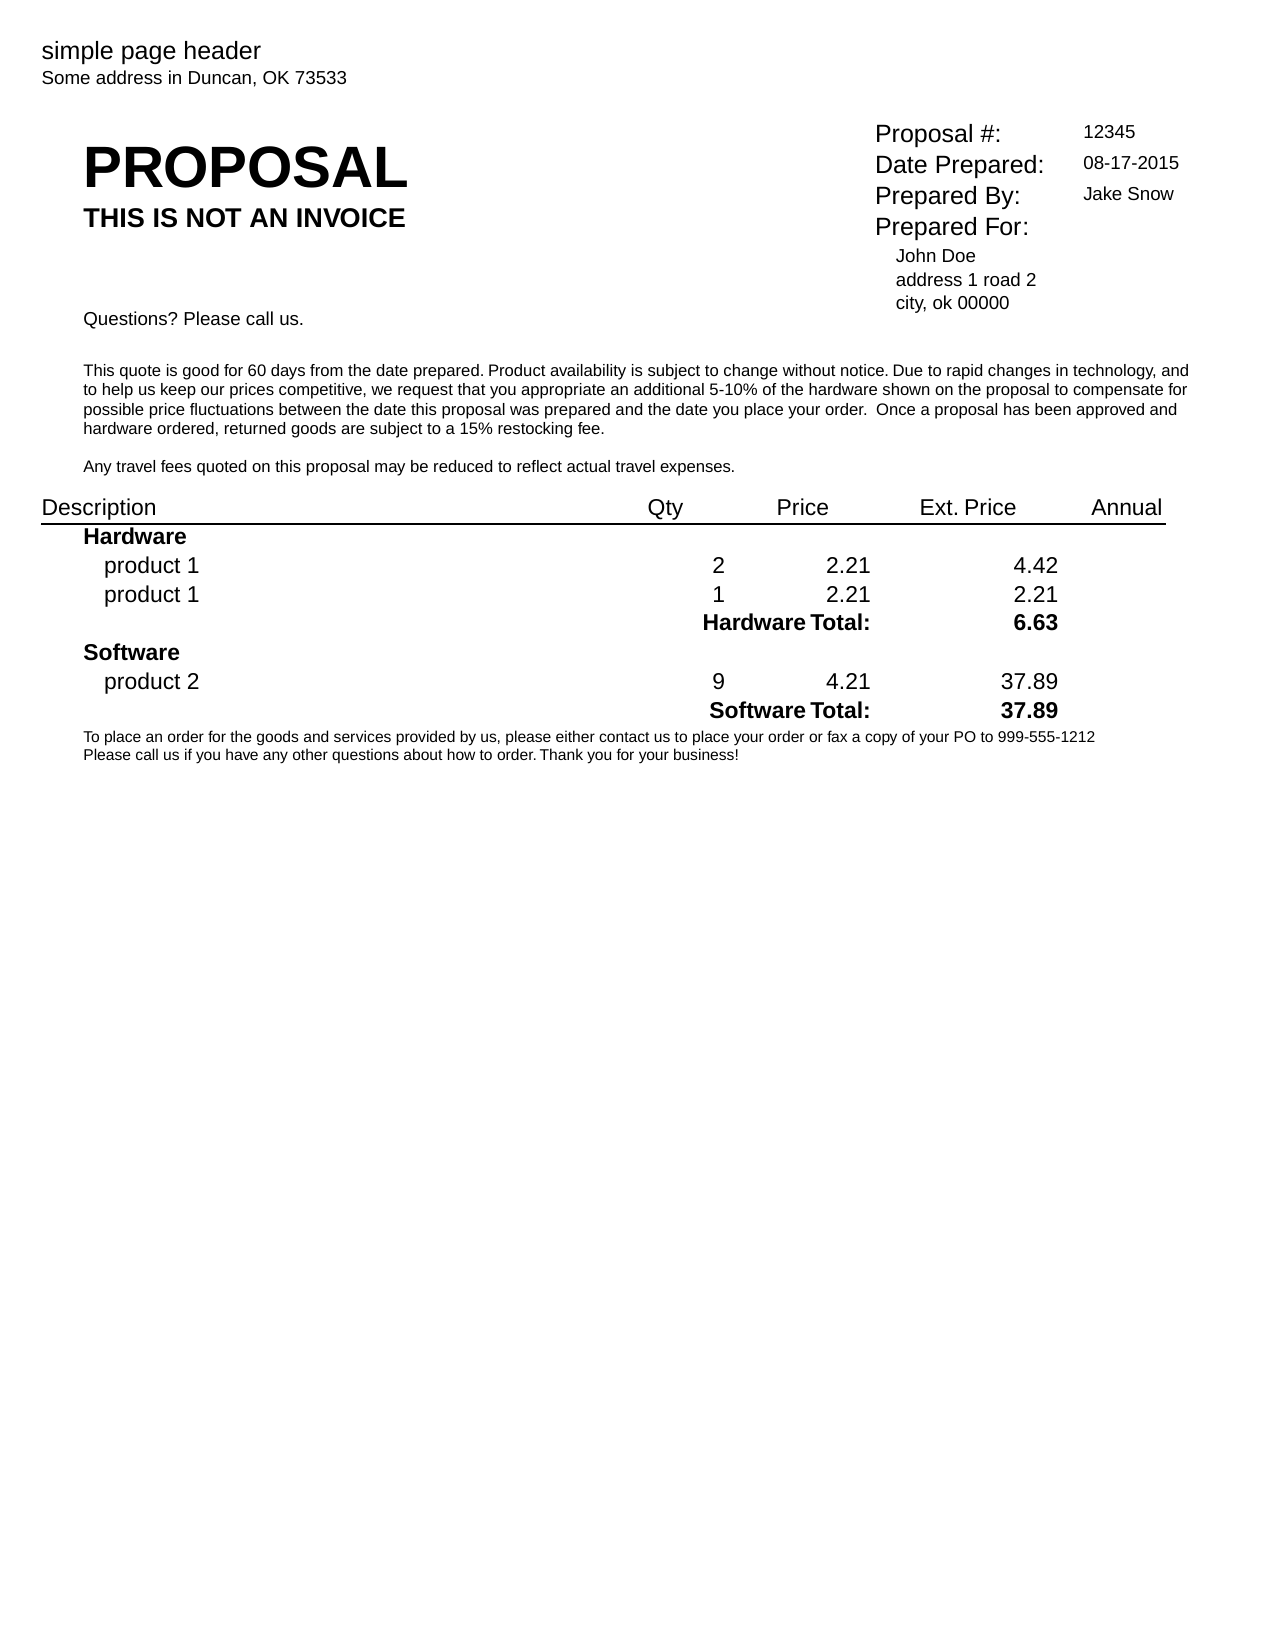 simple page header
Some address in Duncan, OK 73533
PROPOSAL
THIS IS NOT AN INVOICE
Proposal #: 12345
Date Prepared: 08-17-2015
Prepared By: Jake Snow
Prepared For:
John Doe
address 1 road 2
city, ok 00000
Questions? Please call us.
This quote is good for 60 days from the date prepared. Product availability is subject to change without notice. Due to rapid changes in technology, and
to help us keep our prices competitive, we request that you appropriate an additional 5-10% of the hardware shown on the proposal to compensate for
possible price fluctuations between the date this proposal was prepared and the date you place your order.  Once a proposal has been approved and
hardware ordered, returned goods are subject to a 15% restocking fee.
Any travel fees quoted on this proposal may be reduced to reflect actual travel expenses.
Description Qty Price Ext. Price Annual
Hardware
product 1 2 2.21 4.42
product 1 1 2.21 2.21
Hardware Total: 6.63
Software
product 2 9 4.21 37.89
Software Total: 37.89
To place an order for the goods and services provided by us, please either contact us to place your order or fax a copy of your PO to 999-555-1212
Please call us if you have any other questions about how to order. Thank you for your business!